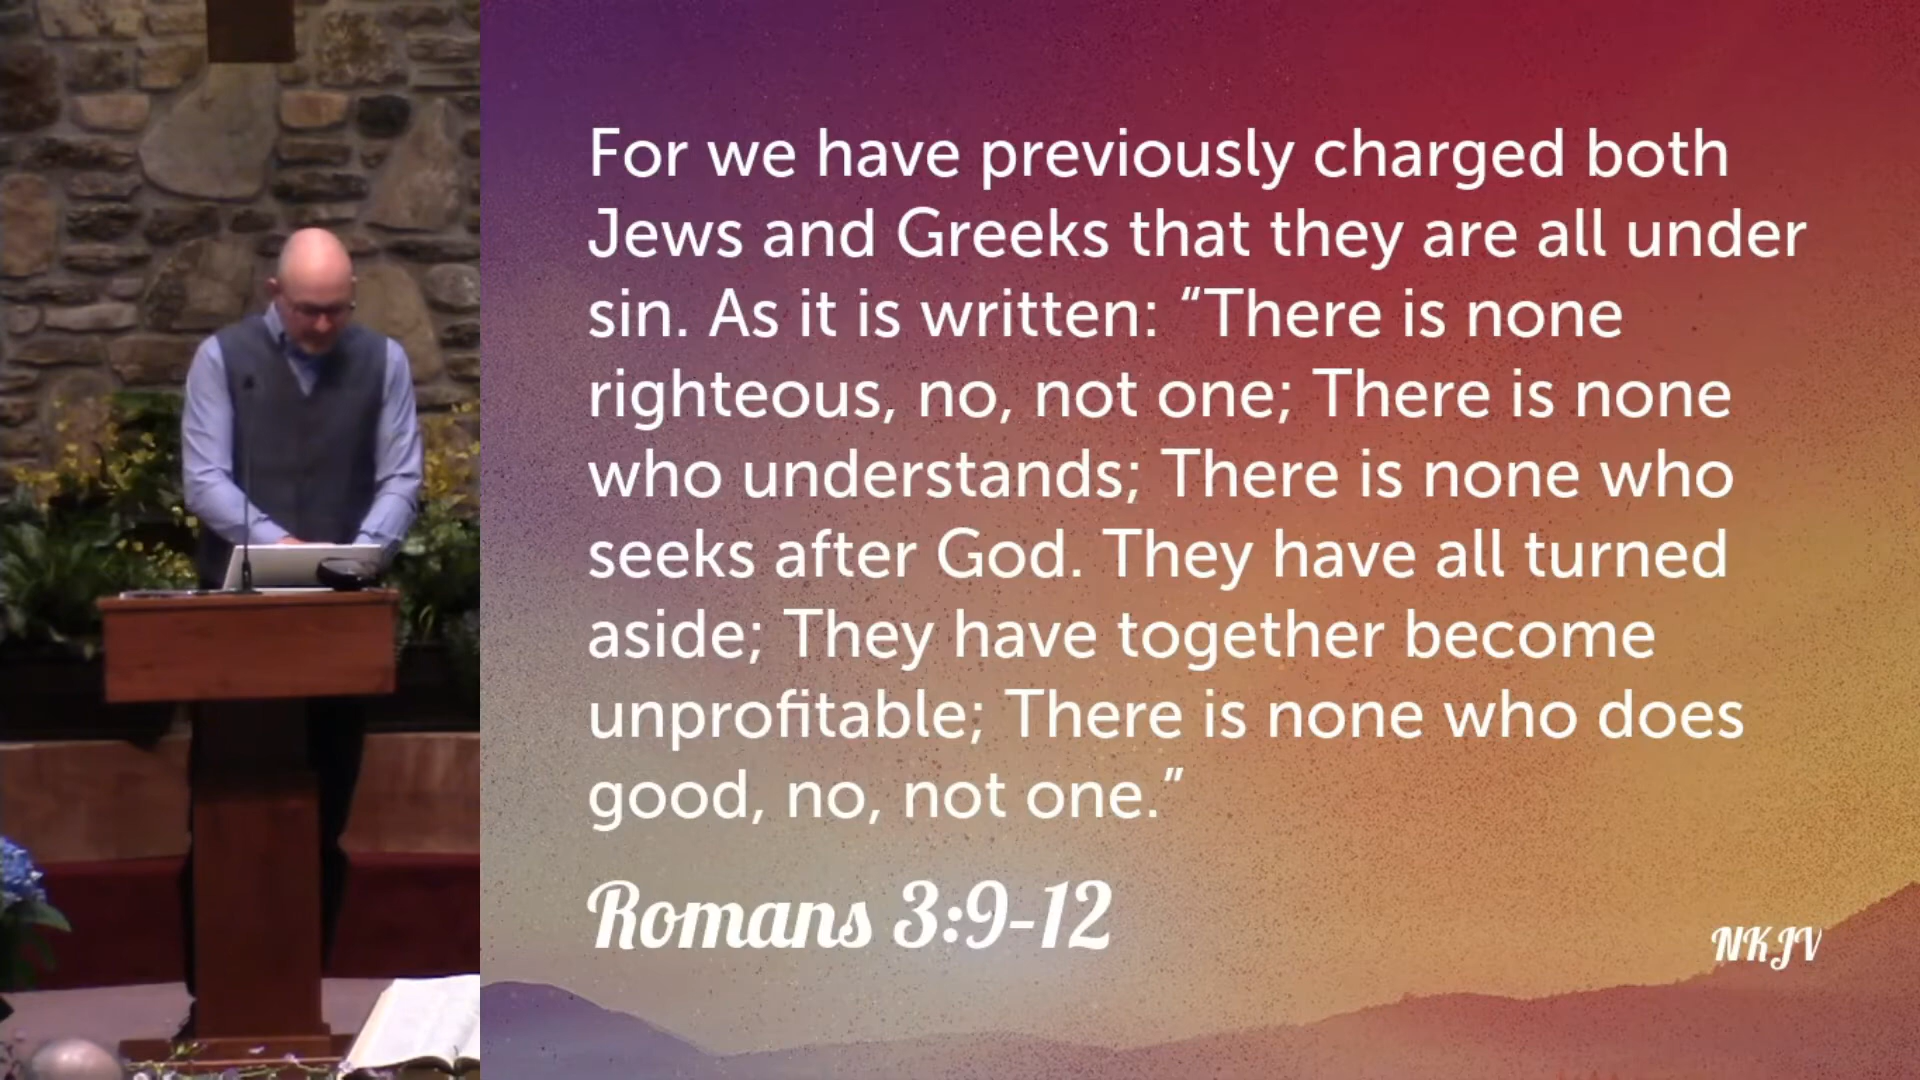 For we have previously charged both
Jews and Greeks that they are all under
sin. As it is written: “There is none
righteous, no, not one; There is none
who understands; There is none who
seeks after God. They have all turned
aside; They have together become
unprofitable; There is none who does
good, no, not one.”
Romans 3:9–12
NKJV